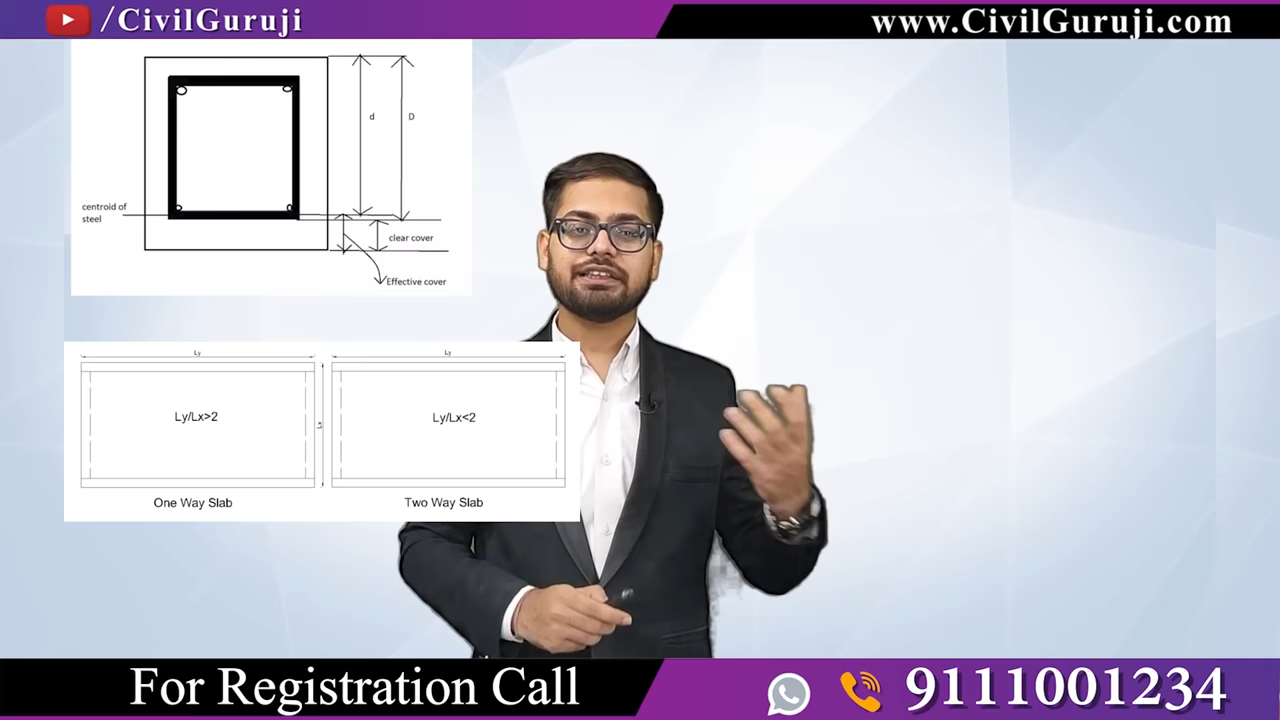 /CivilGuruji
www.CivilGuruji.com
d
D
centroid of
steel
clear cover
Effective cover
Ly
Ly
Ly/Lx>2
Lx
Ly/Lx<2
One Way Slab
Two Way Slab
For Registration Call
9111001234